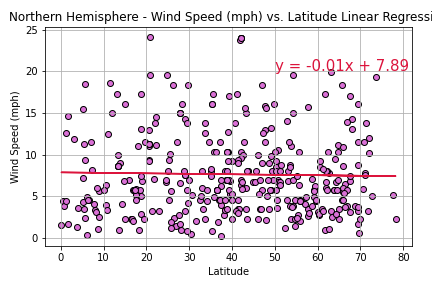 Northern Hemisphere - Wind Speed (mph) vs. Latitude Linear Regressi
25
20
15
10
5
0
Wind Speed (mph)
y = -0.01x + 7.89
0 10 20 30 40 50 60 70 80
Latitude